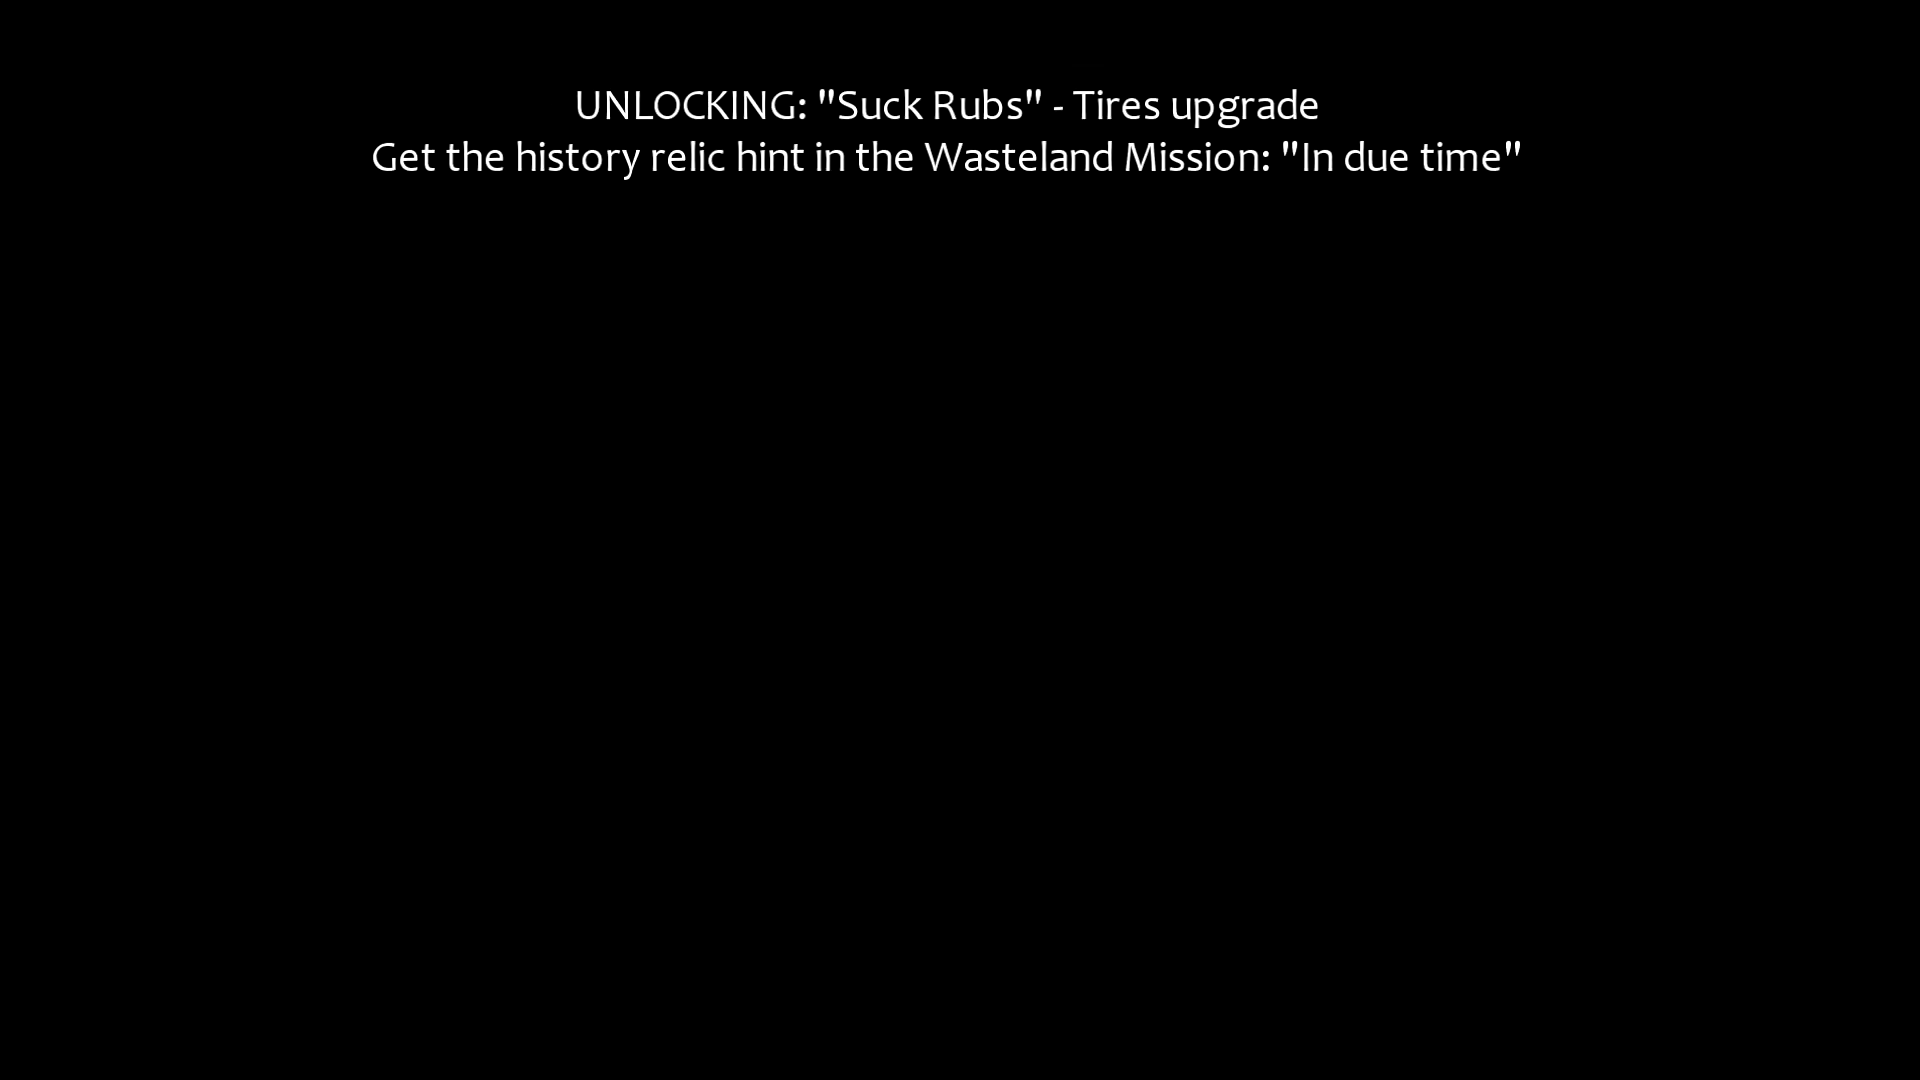 UNLOCKING: "Suck Rubs" - Tires upgrade
Get the history relic hint in the Wasteland Mission: "In due time"